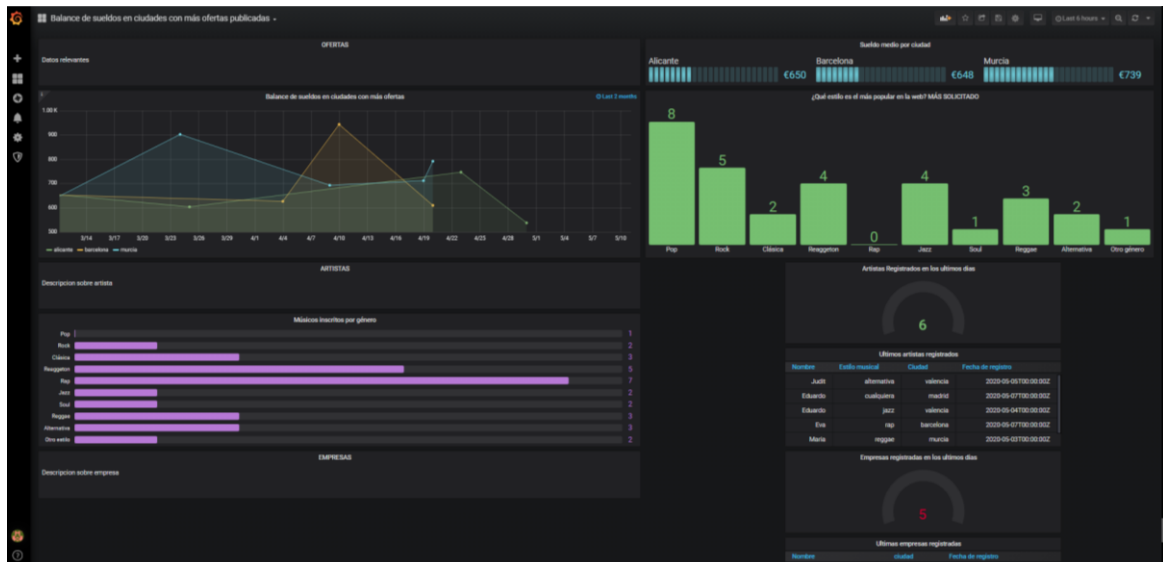 Balance de sueldos en ciudades con más ofertas publicadas
Last 6 hours
OFERTAS
Datos relevantes
Sueldo medio por ciudad
Alicante
€650
Barcelona
€648
Murcia
€739
Balance de sueldos en ciudades con más ofertas
Last 2 months
1.00 K
900
800
700
600
500
3/14 3/17 3/20 3/23 3/26 3/29 4/1 4/4 4/7 4/10 4/13 4/16 4/19 4/22 4/25 4/28 5/1 5/4 5/7 5/10
alicante barcelona murcia
¿Qué estilo es el más popular en la web? MÁS SOLICITADO
8 5 2 4 0 4 1 3 2 1
Pop Rock Clásica Reaggeton Rap Jazz Soul Reggae Alternativa Otro género
ARTISTAS
Descripcion sobre artista
Artistas Registrados en los ultimos dias
6
Músicos inscritos por género
Pop 1
Rock 2
Clásica 3
Reaggeton 5
Rap 7
Jazz 2
Soul 2
Reggae 3
Alternativa 3
Otro estilo 2
Ultimos artistas registrados
Nombre Estilo musical Ciudad Fecha de registro
Judit alternativa valencia 2020-05-05T00:00:00Z
Eduardo cualquiera madrid 2020-05-07T00:00:00Z
Eduardo jazz valencia 2020-05-04T00:00:00Z
Eva rap barcelona 2020-05-07T00:00:00Z
Maria reggae murcia 2020-05-03T00:00:00Z
EMPRESAS
Descripcion sobre empresa
Empresas registradas en los ultimos dias
5
Ultimas empresas registradas
Nombre ciudad Fecha de registro